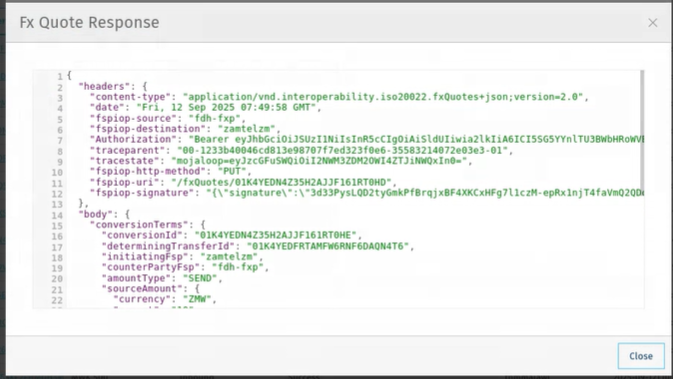 Fx Quote Response
×
1 {
2 "headers": {
3 "content-type": "application/vnd.interoperability.iso20022.fxQuotes+json;version=2.0",
4 "date": "Fri, 12 Sep 2025 07:49:58 GMT",
5 "fspiop-source": "fdh-fxp",
6 "fspiop-destination": "zamtelzm",
7 "Authorization": "Bearer
8 "traceparent": "00-1233b40046cd813e98707f7ed323f0e6-35583214072e03e3-01",
9 "tracestate": "mojaloop=eyJzcGFuSWQiOiI2NWM3ZDM2OWI4ZTJiNWQxIn0=",
10 "fspiop-http-method": "PUT",
11 "fspiop-uri": "/fxQuotes/01K4YEDN4Z35H2AJJF161RT0HD",
12 "fspiop-signature": "{\"signature\":
13 },
14 "body": {
15 "conversionTerms": {
16 "conversionId": "01K4YEDN4Z35H2AJJF161RT0HE",
17 "determiningTransferId": "01K4YEDFRTAMFW6RNF6DAQN4T6",
18 "initiatingFsp": "zamtelzm",
19 "counterPartyFsp": "fdh-fxp",
20 "amountType": "SEND",
21 "sourceAmount": {
22 "currency": "ZMW",
Close